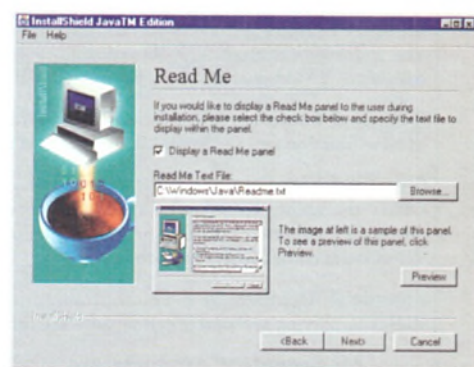 InstallShield JavaTM Edition
File Help
Read Me
If you would like to display a Read Me panel to the user during
installation, please select the check box below and specify the text file to
display within the panel.
Display a Read Me panel
Read Me Text File:
C:\Windows\Java\Readme.txt
Browse...
The image at left is a sample of this panel.
To see a preview of this panel, click
Preview.
Preview
InstallShield
<Back
Next>
Cancel